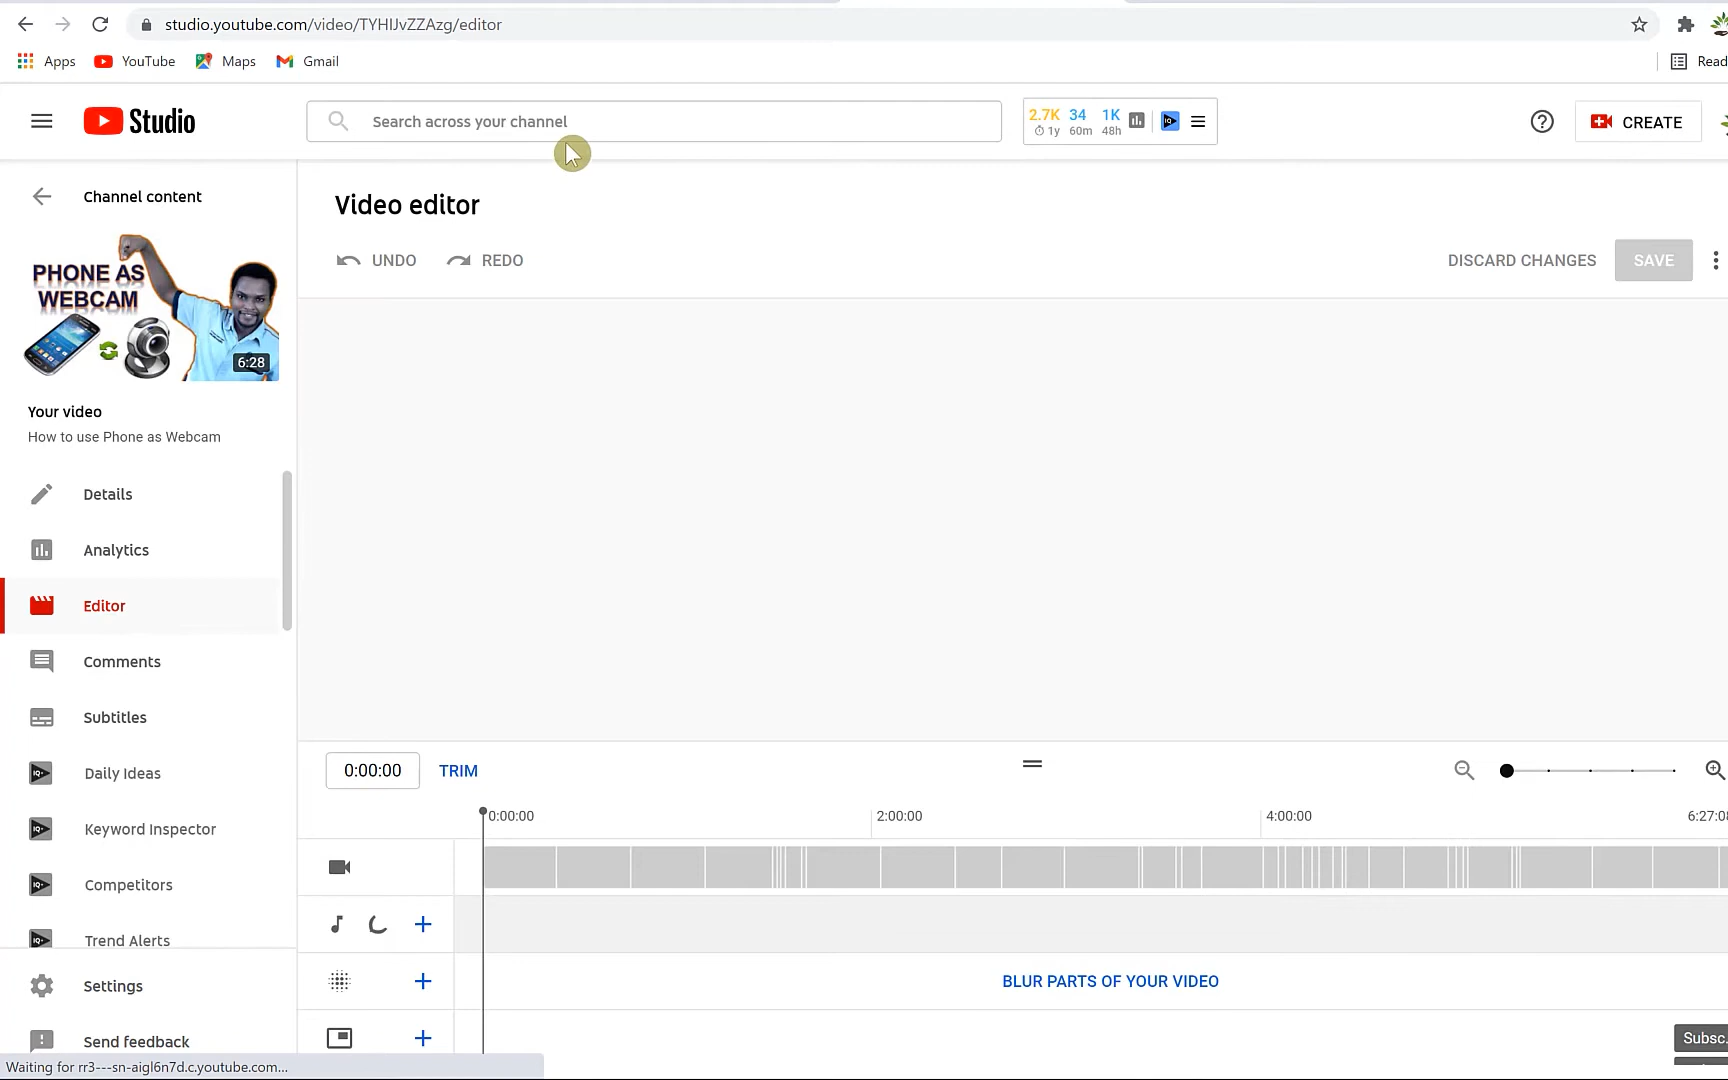 studio.youtube.com/video/TYHIJvZZAzg/editor
Apps
YouTube
Maps
Gmail
Read
Studio
Search across your channel
2.7K 34 1K
1y 60m 48h
CREATE
Channel content
Video editor
PHONE AS
WEBCAM
6:28
UNDO
REDO
DISCARD CHANGES
SAVE
Your video
How to use Phone as Webcam
Details
Analytics
Editor
Comments
Subtitles
Daily Ideas
Keyword Inspector
Competitors
Trend Alerts
Settings
Send feedback
0:00:00
TRIM
0:00:00
2:00:00
4:00:00
6:27:08
BLUR PARTS OF YOUR VIDEO
Subsc..
Waiting for rr3---sn-aigl6n7d.c.youtube.com...